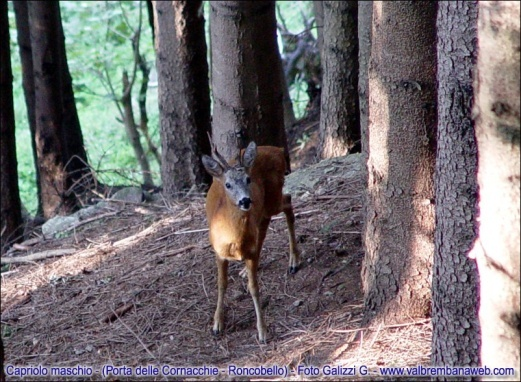 Capriolo maschio - (Porta delle Cornacchie - Roncobello) - Foto Galizzi G. - www.valbrembanaweb.com